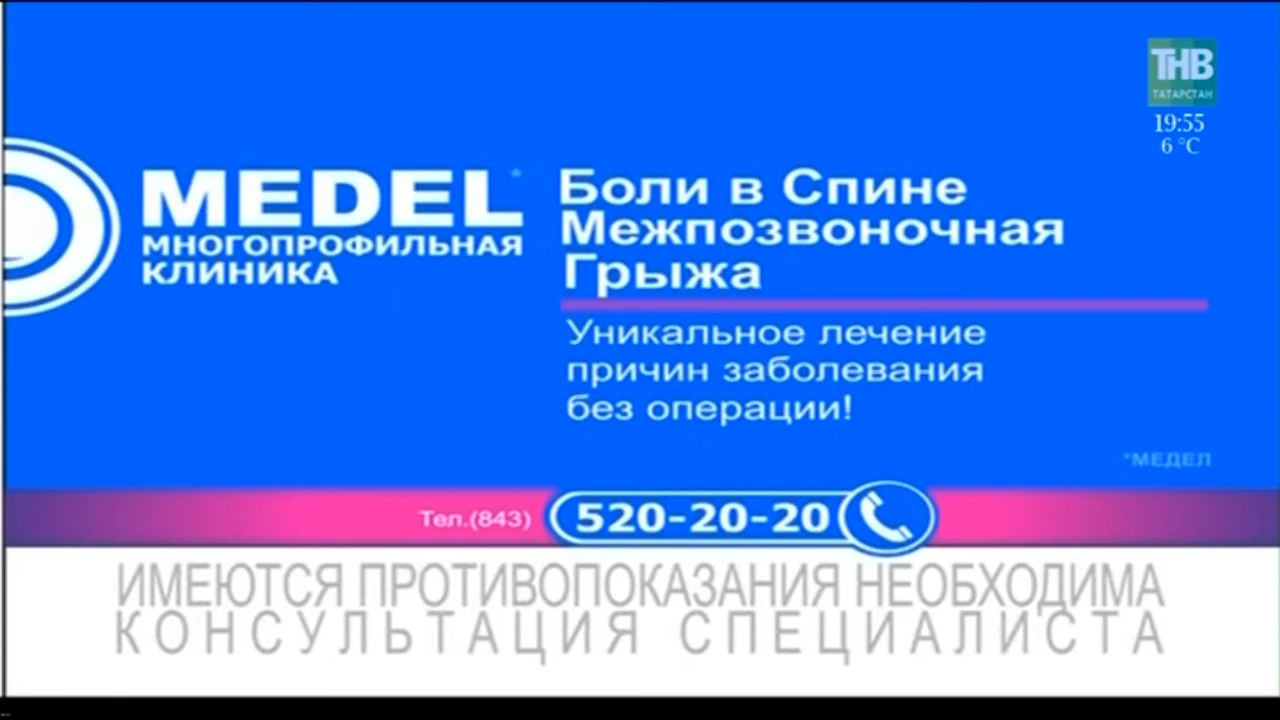 ТНВ
ТАТАРСТАН
19:55
6 °C
MEDEL*
МНОГОПРОФИЛЬНАЯ
КЛИНИКА
Боли в Спине
Межпозвоночная
Грыжа
Уникальное лечение
причин заболевания
без операции!
*МЕДЕЛ
Тел.(843) 520-20-20
ИМЕЮТСЯ ПРОТИВОПОКАЗАНИЯ НЕОБХОДИМА
КОНСУЛЬТАЦИЯ СПЕЦИАЛИСТА